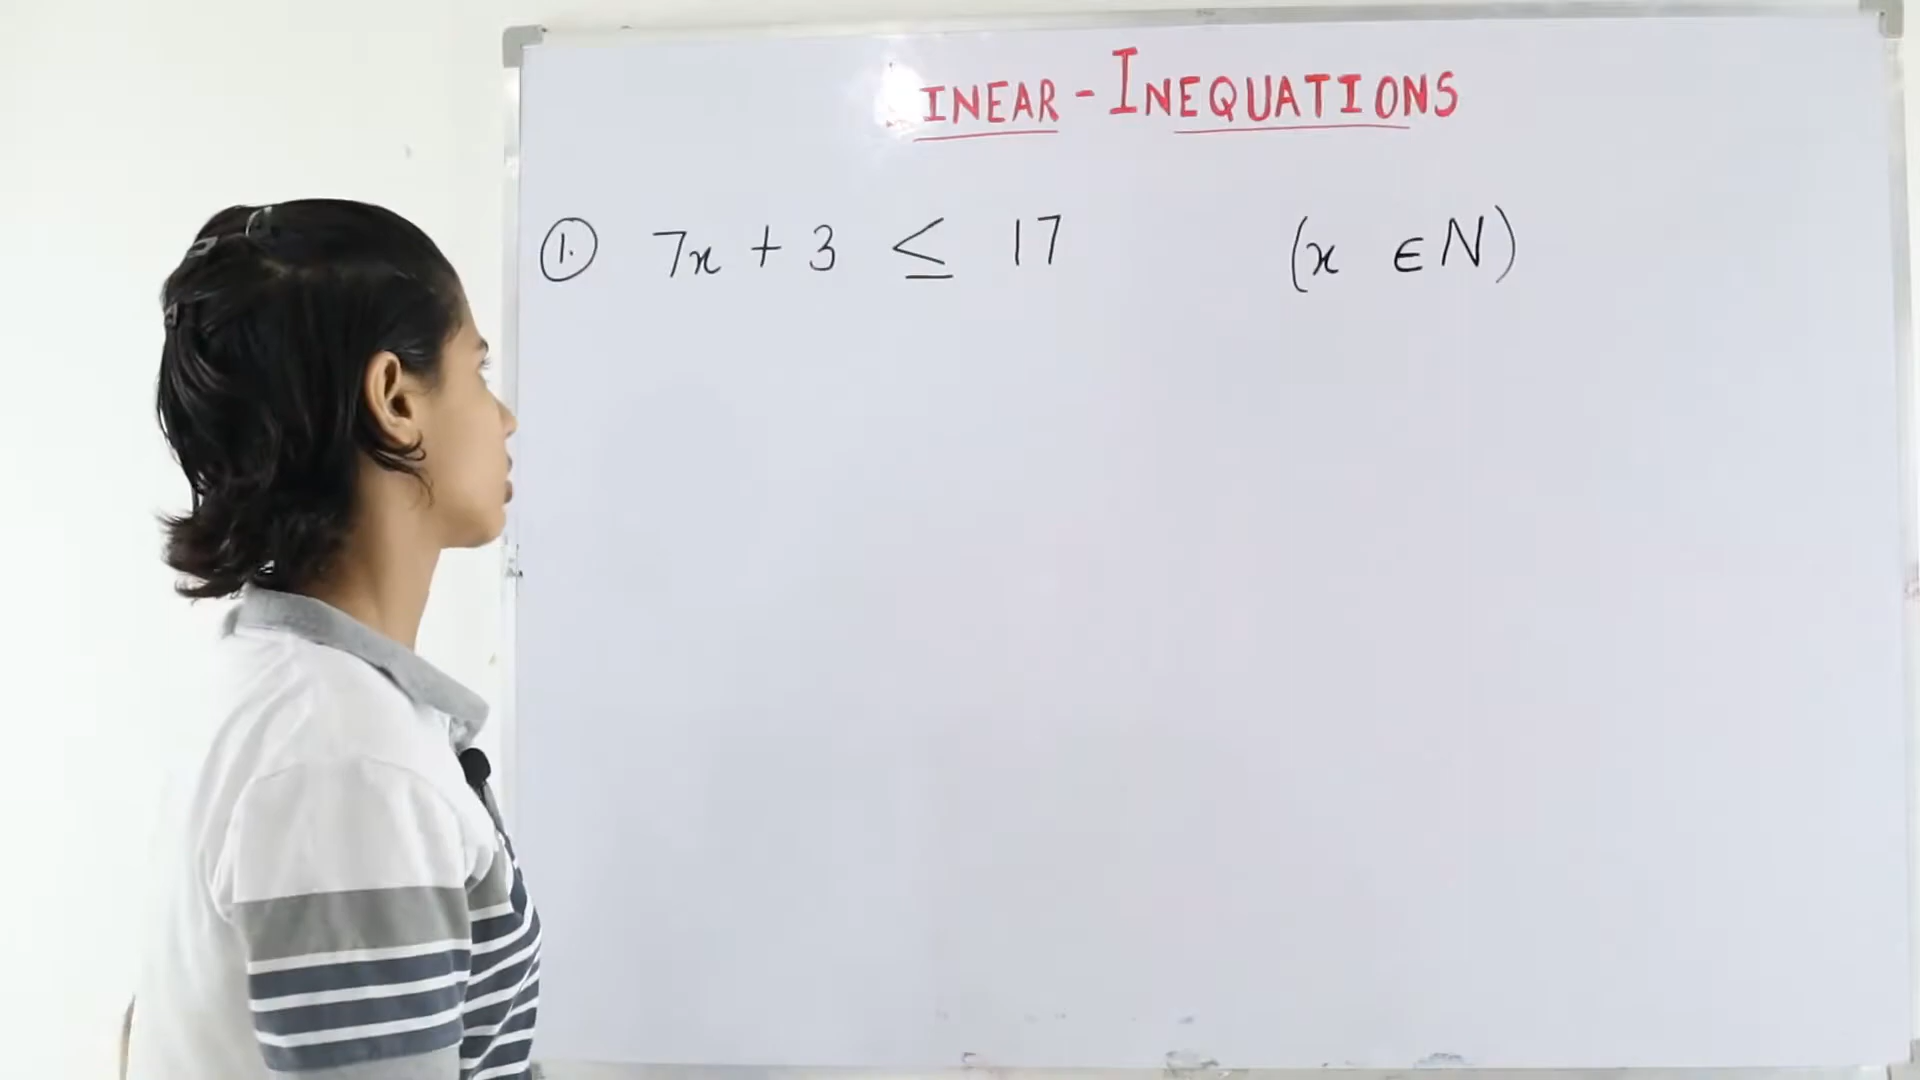 LINEAR - INEQUATIONS
1. 7x + 3 ≤ 17 (x ∈ N)